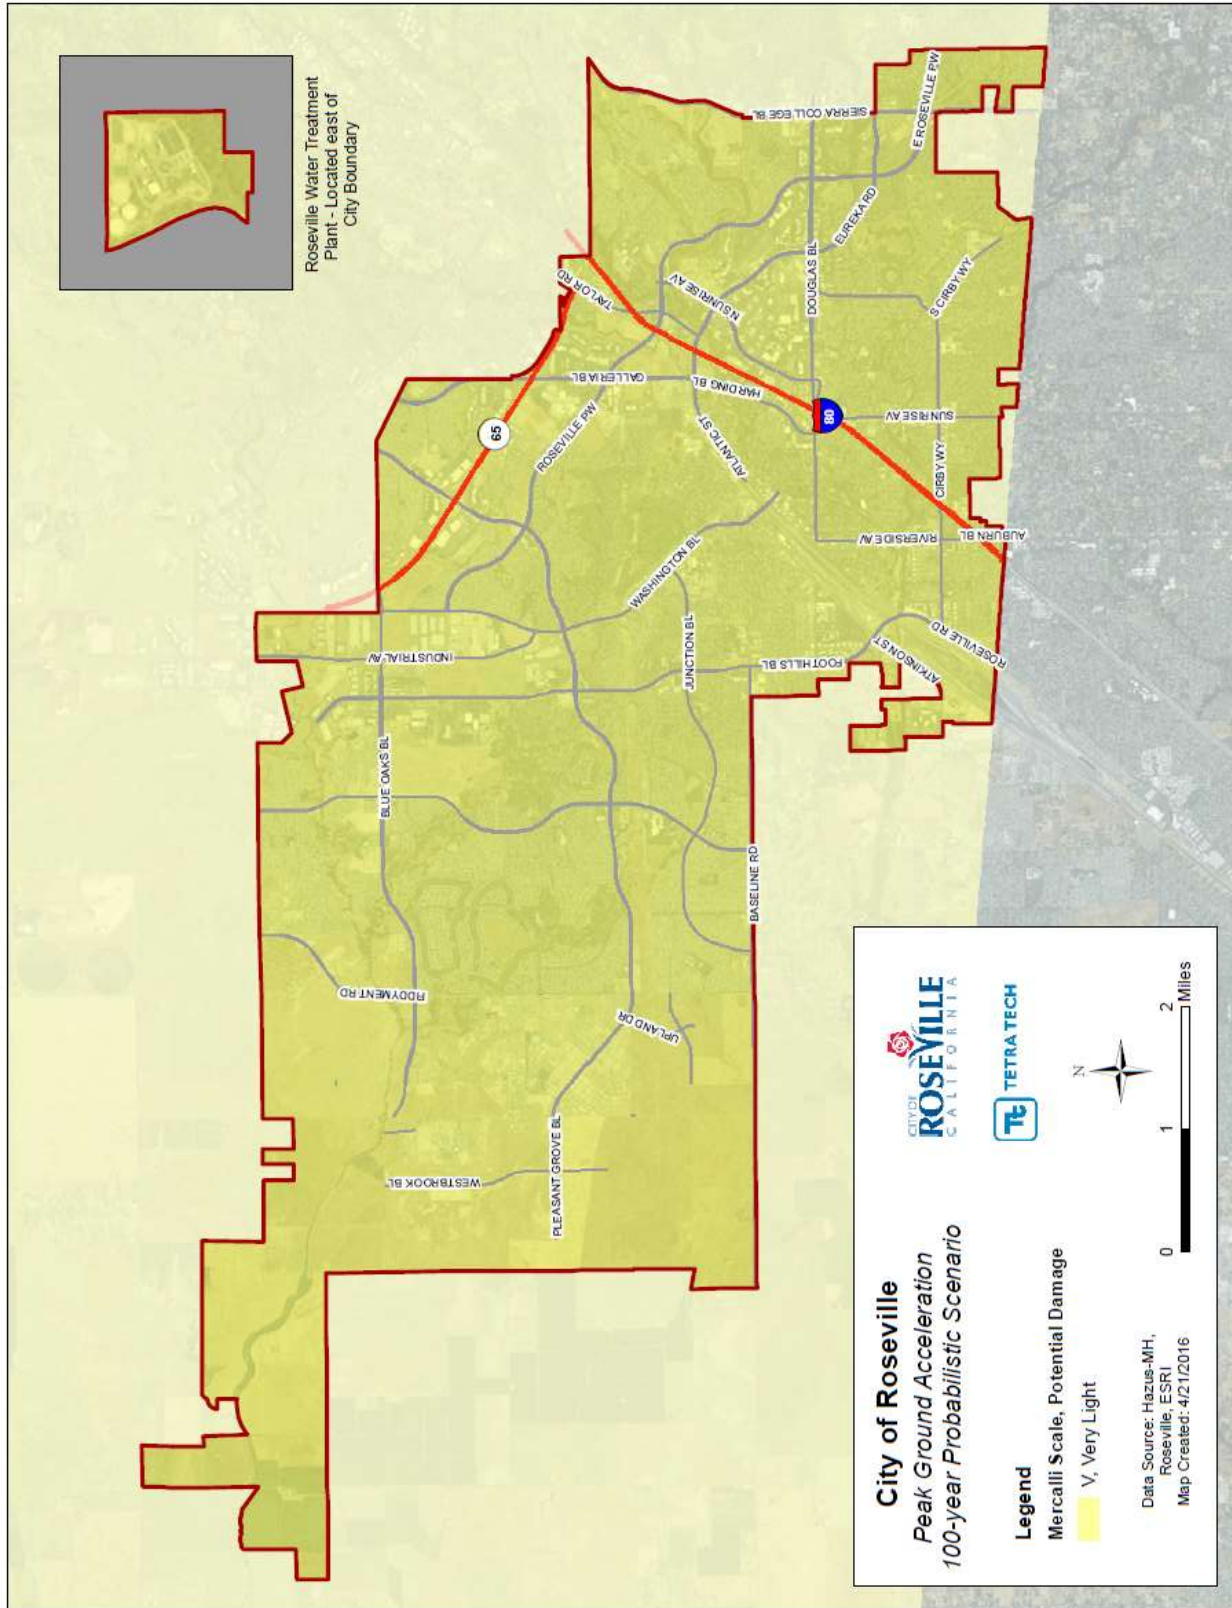 Roseville Water Treatment
Plant - Located east of
City Boundary
SIERRA COLLEGE BL
E ROSEVILLE PW
EUREKA RD
DOUGLAS BL
S CIRBY WY
TAYLOR RD
N SUNRISE AV
GALLERIA BL
HARDING BL
65
ROSEVILLE PW
ATLANTIC ST
80
SUNRISE AV
CIRBY WY
AUBURN BL
RIVERSIDE AV
WASHINGTON BL
INDUSTRIAL AV
JUNCTION BL
FOOTHILLS BL
ATKINSON ST
ROSEVILLE RD
BLUE OAKS BL
BASELINE RD
FIDDYMENT RD
UPLAND DR
PLEASANT GROVE BL
WESTBROOK BL
City of Roseville
Peak Ground Acceleration
100-year Probabilistic Scenario
CITY OF
ROSEVILLE
CALIFORNIA
Tt TETRA TECH
Legend
Mercalli Scale, Potential Damage
V, Very Light
N
0 1 2
Miles
Data Source: Hazus-MH,
Roseville, ESRI
Map Created: 4/21/2016